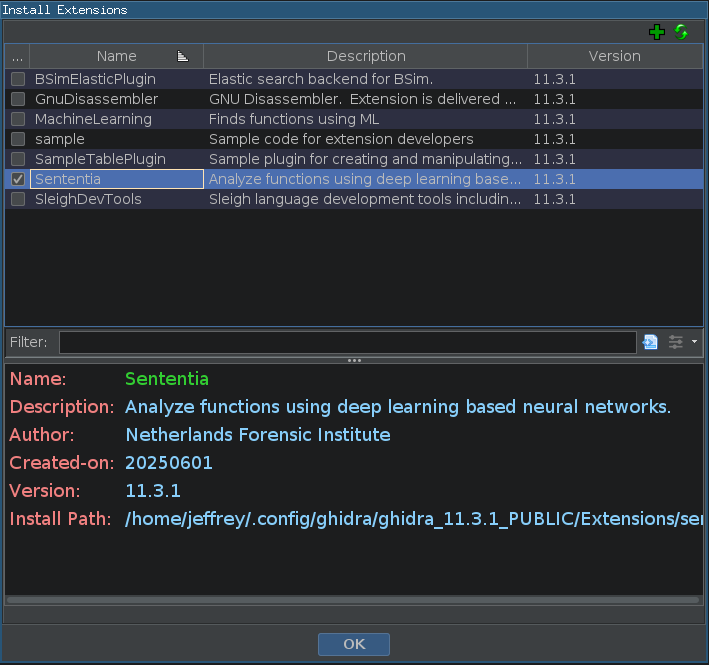 Install Extensions
... Name Description Version
BSimElasticPlugin Elastic search backend for BSim. 11.3.1
GnuDisassembler GNU Disassembler. Extension is delivered ... 11.3.1
MachineLearning Finds functions using ML 11.3.1
sample Sample code for extension developers 11.3.1
SampleTablePlugin Sample plugin for creating and manipulating... 11.3.1
Sententia Analyze functions using deep learning base... 11.3.1
SleighDevTools Sleigh language development tools includin... 11.3.1
Filter:
Name: Sententia
Description: Analyze functions using deep learning based neural networks.
Author: Netherlands Forensic Institute
Created-on: 20250601
Version: 11.3.1
Install Path: /home/jeffrey/.config/ghidra/ghidra_11.3.1_PUBLIC/Extensions/se
OK